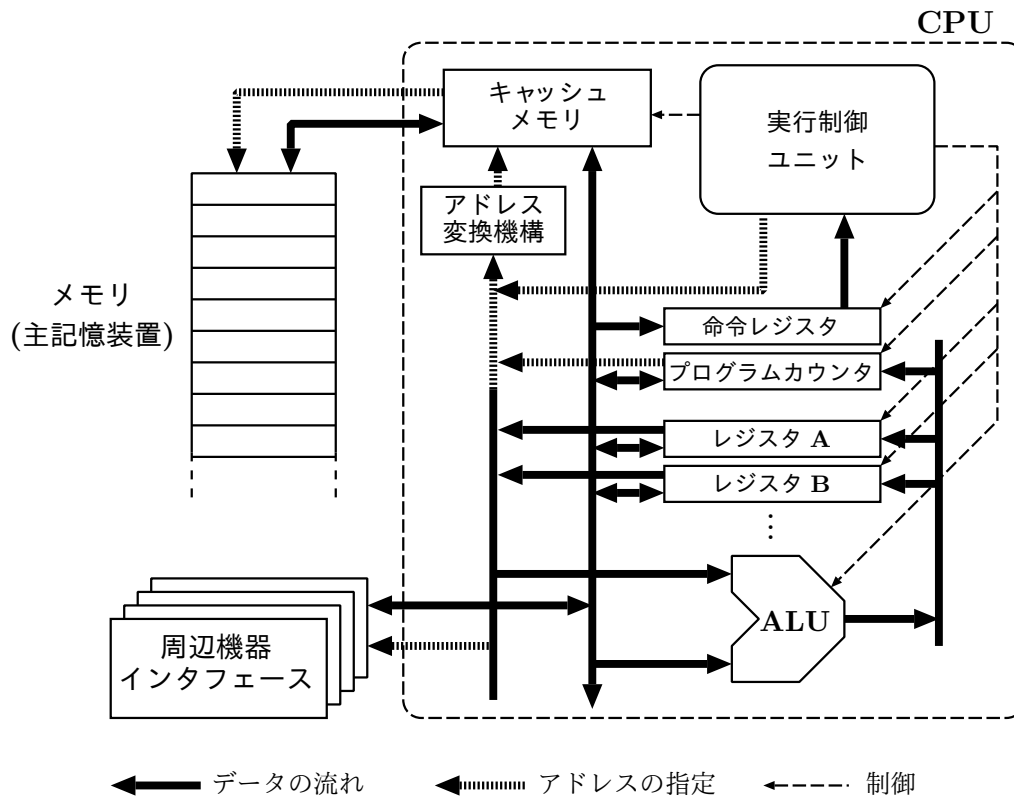 CPU
キャッシュ
メモリ
実行制御
ユニット
アドレス
変換機構
メモリ
(主記憶装置)
命令レジスタ
プログラムカウンタ
レジスタ A
レジスタ B
⋮
ALU
周辺機器
インタフェース
データの流れ
アドレスの指定
制御